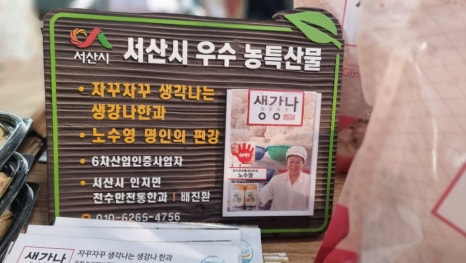 서산시
서산시 우수 농특산물
• 자꾸자꾸 생각나는
생강나한과
• 노수영 명인의 판강
• 6차산업인증사업자
• 서산시 인지면
전수만전통한과 | 배진환
010-6265-4756
생강나
노수영
생강나
자꾸자꾸 생각나는 생강나 한과